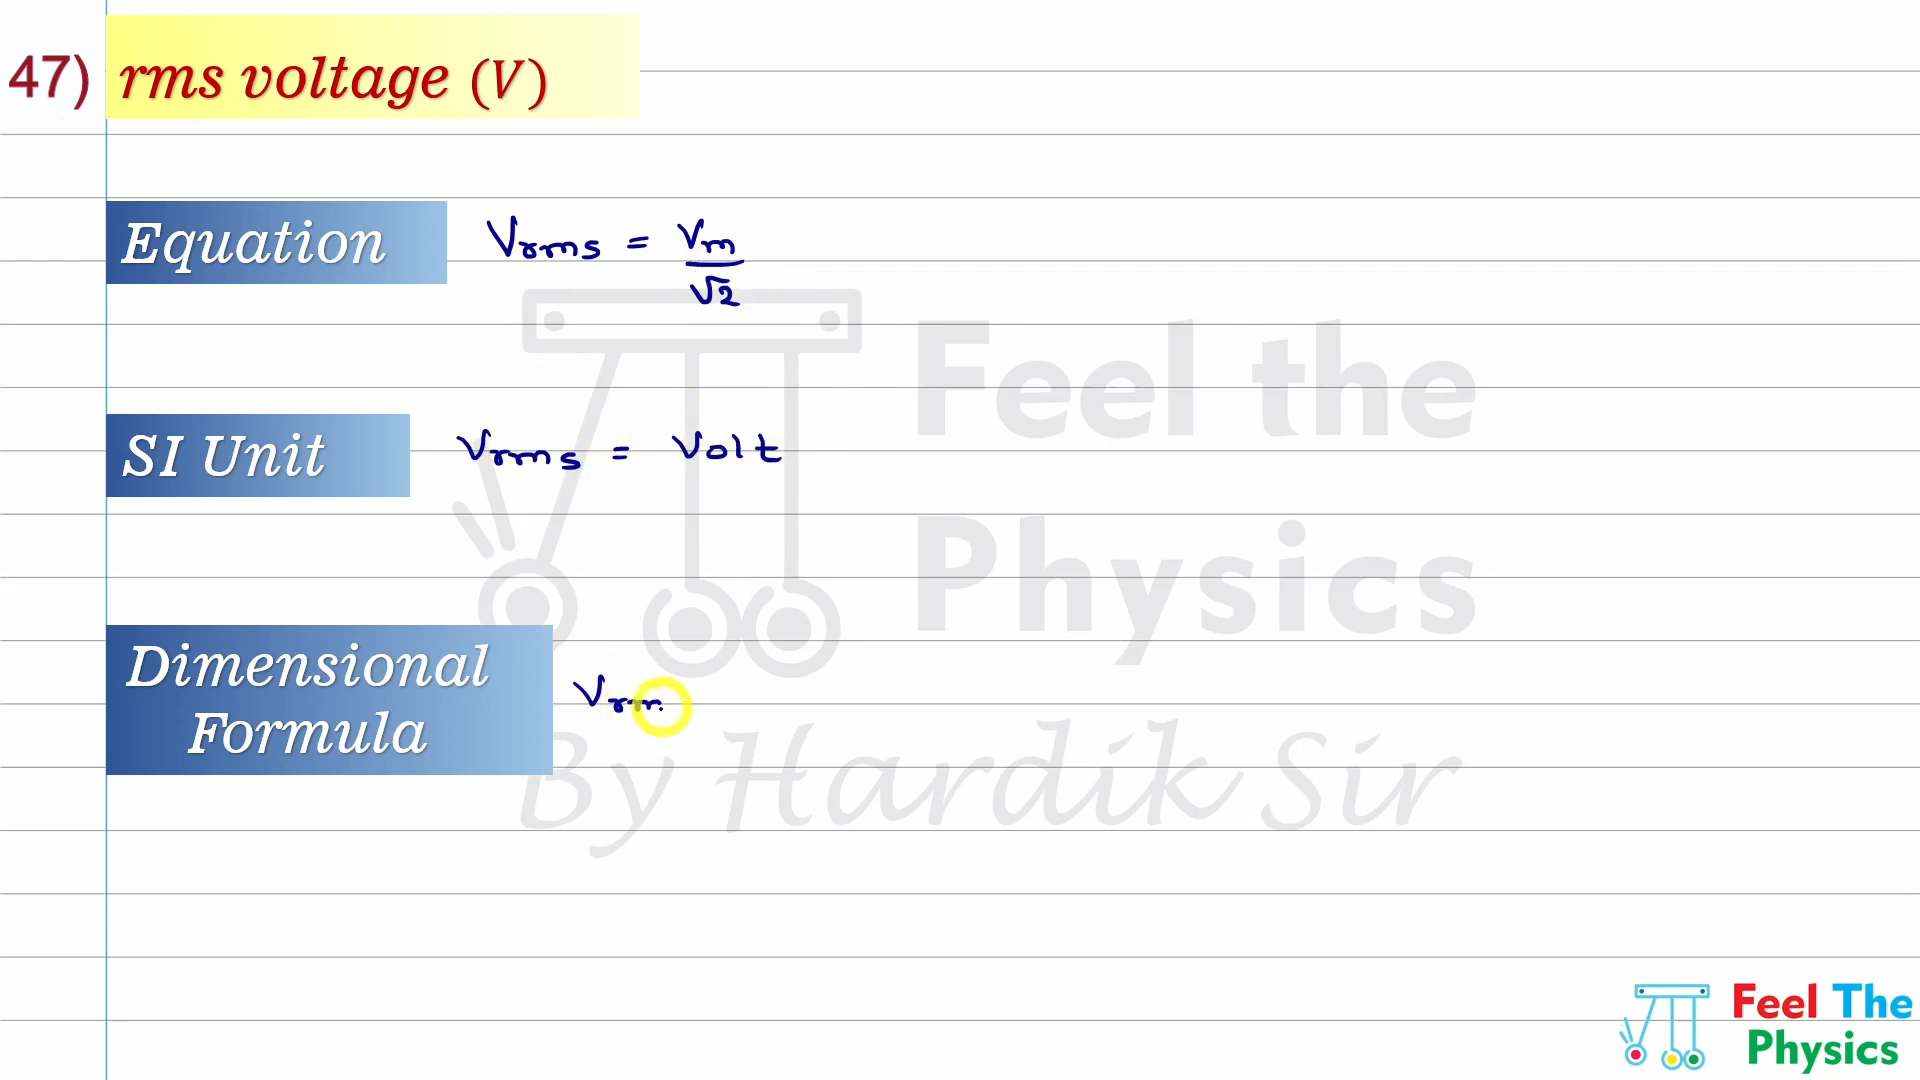 47) rms voltage (V)
Equation Vrms = Vm/√2
SI Unit Vrms = Volt
Dimensional
Formula Vrm
Feel the
Physics
By Hardik Sir
Feel The
Physics